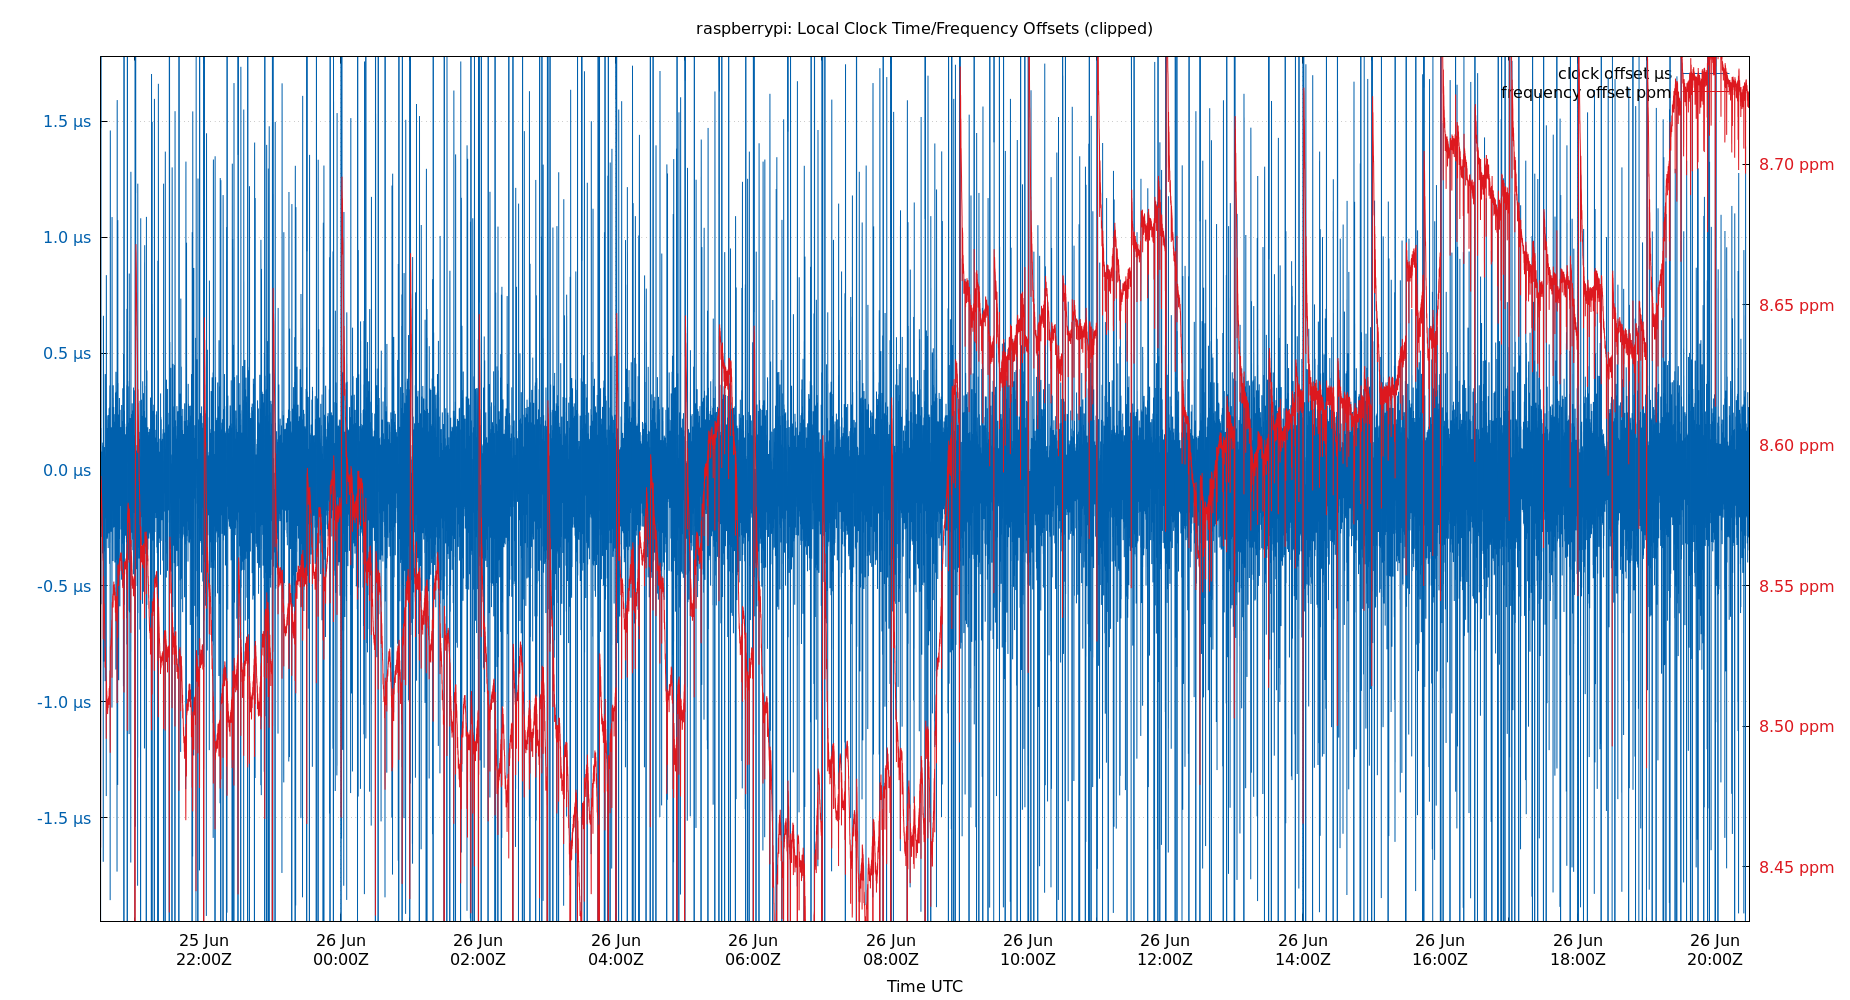 raspberrypi: Local Clock Time/Frequency Offsets (clipped)
clock offset µs
frequency offset ppm
1.5 µs
1.0 µs
0.5 µs
0.0 µs
-0.5 µs
-1.0 µs
-1.5 µs
8.70 ppm
8.65 ppm
8.60 ppm
8.55 ppm
8.50 ppm
8.45 ppm
25 Jun 26 Jun 26 Jun 26 Jun 26 Jun 26 Jun 26 Jun 26 Jun 26 Jun 26 Jun 26 Jun 26 Jun
22:00Z 00:00Z 02:00Z 04:00Z 06:00Z 08:00Z 10:00Z 12:00Z 14:00Z 16:00Z 18:00Z 20:00Z
Time UTC